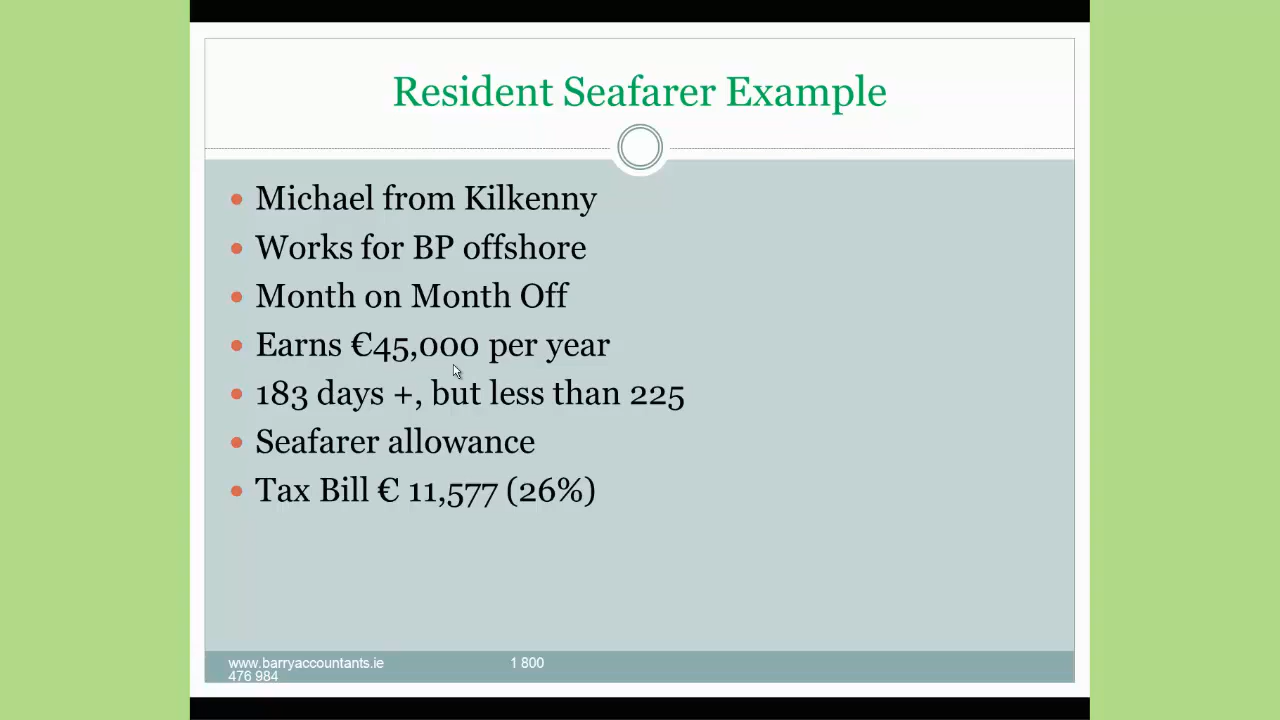 Resident Seafarer Example
• Michael from Kilkenny
• Works for BP offshore
• Month on Month Off
• Earns €45,000 per year
• 183 days +, but less than 225
• Seafarer allowance
• Tax Bill € 11,577 (26%)
www.barryaccountants.ie 1 800
476 984